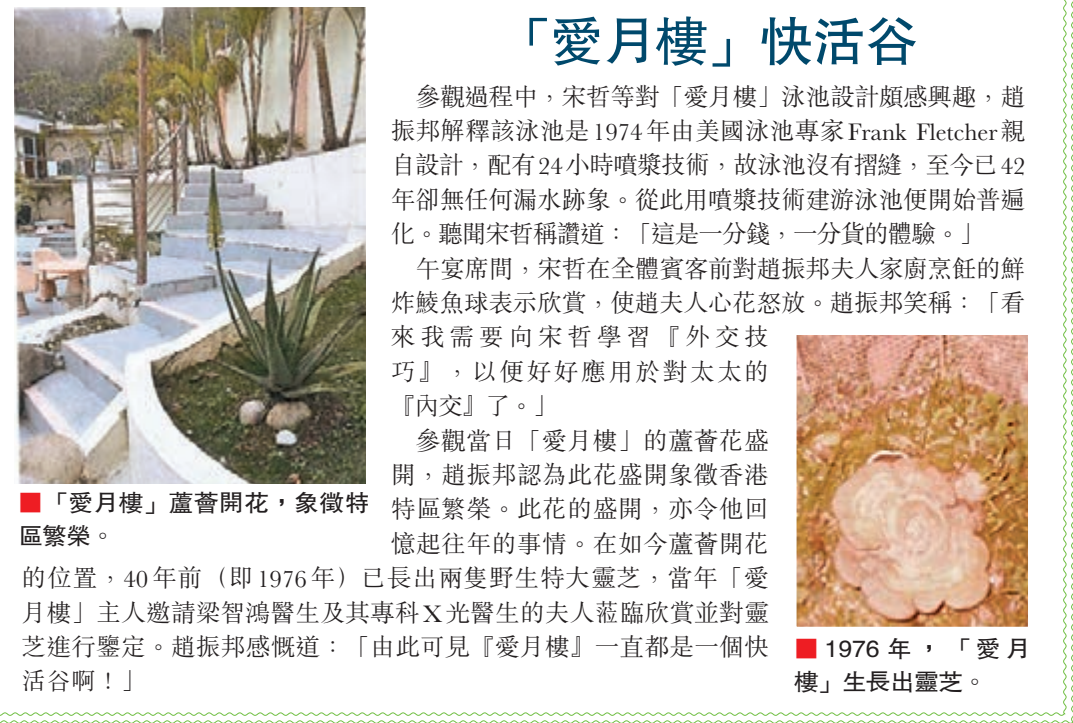 「愛月樓」快活谷
參觀過程中，宋哲等對「愛月樓」泳池設計頗感興趣，趙
振邦解釋該泳池是1974年由美國泳池專家Frank Fletcher親
自設計，配有24小時噴漿技術，故泳池沒有摺縫，至今已42
年卻無任何漏水跡象。從此用噴漿技術建游泳池便開始普遍
化。聽聞宋哲稱讚道：「這是一分錢，一分貨的體驗。」
午宴席間，宋哲在全體賓客前對趙振邦夫人家廚烹飪的鮮
炸鯪魚球表示欣賞，使趙夫人心花怒放。趙振邦笑稱：「看
來我需要向宋哲學習『外交技
巧』，以便好好應用於對太太的
『內交』了。」
參觀當日「愛月樓」的蘆薈花盛
開，趙振邦認為此花盛開象徵香港
特區繁榮。此花的盛開，亦令他回
憶起往年的事情。在如今蘆薈開花
的位置，40年前（即1976年）已長出兩隻野生特大靈芝，當年「愛
月樓」主人邀請梁智鴻醫生及其專科X光醫生的夫人蒞臨欣賞並對靈
芝進行鑒定。趙振邦感慨道：「由此可見『愛月樓』一直都是一個快
活谷啊！」
■「愛月樓」蘆薈開花，象徵特
區繁榮。
■1976年，「愛月
樓」生長出靈芝。